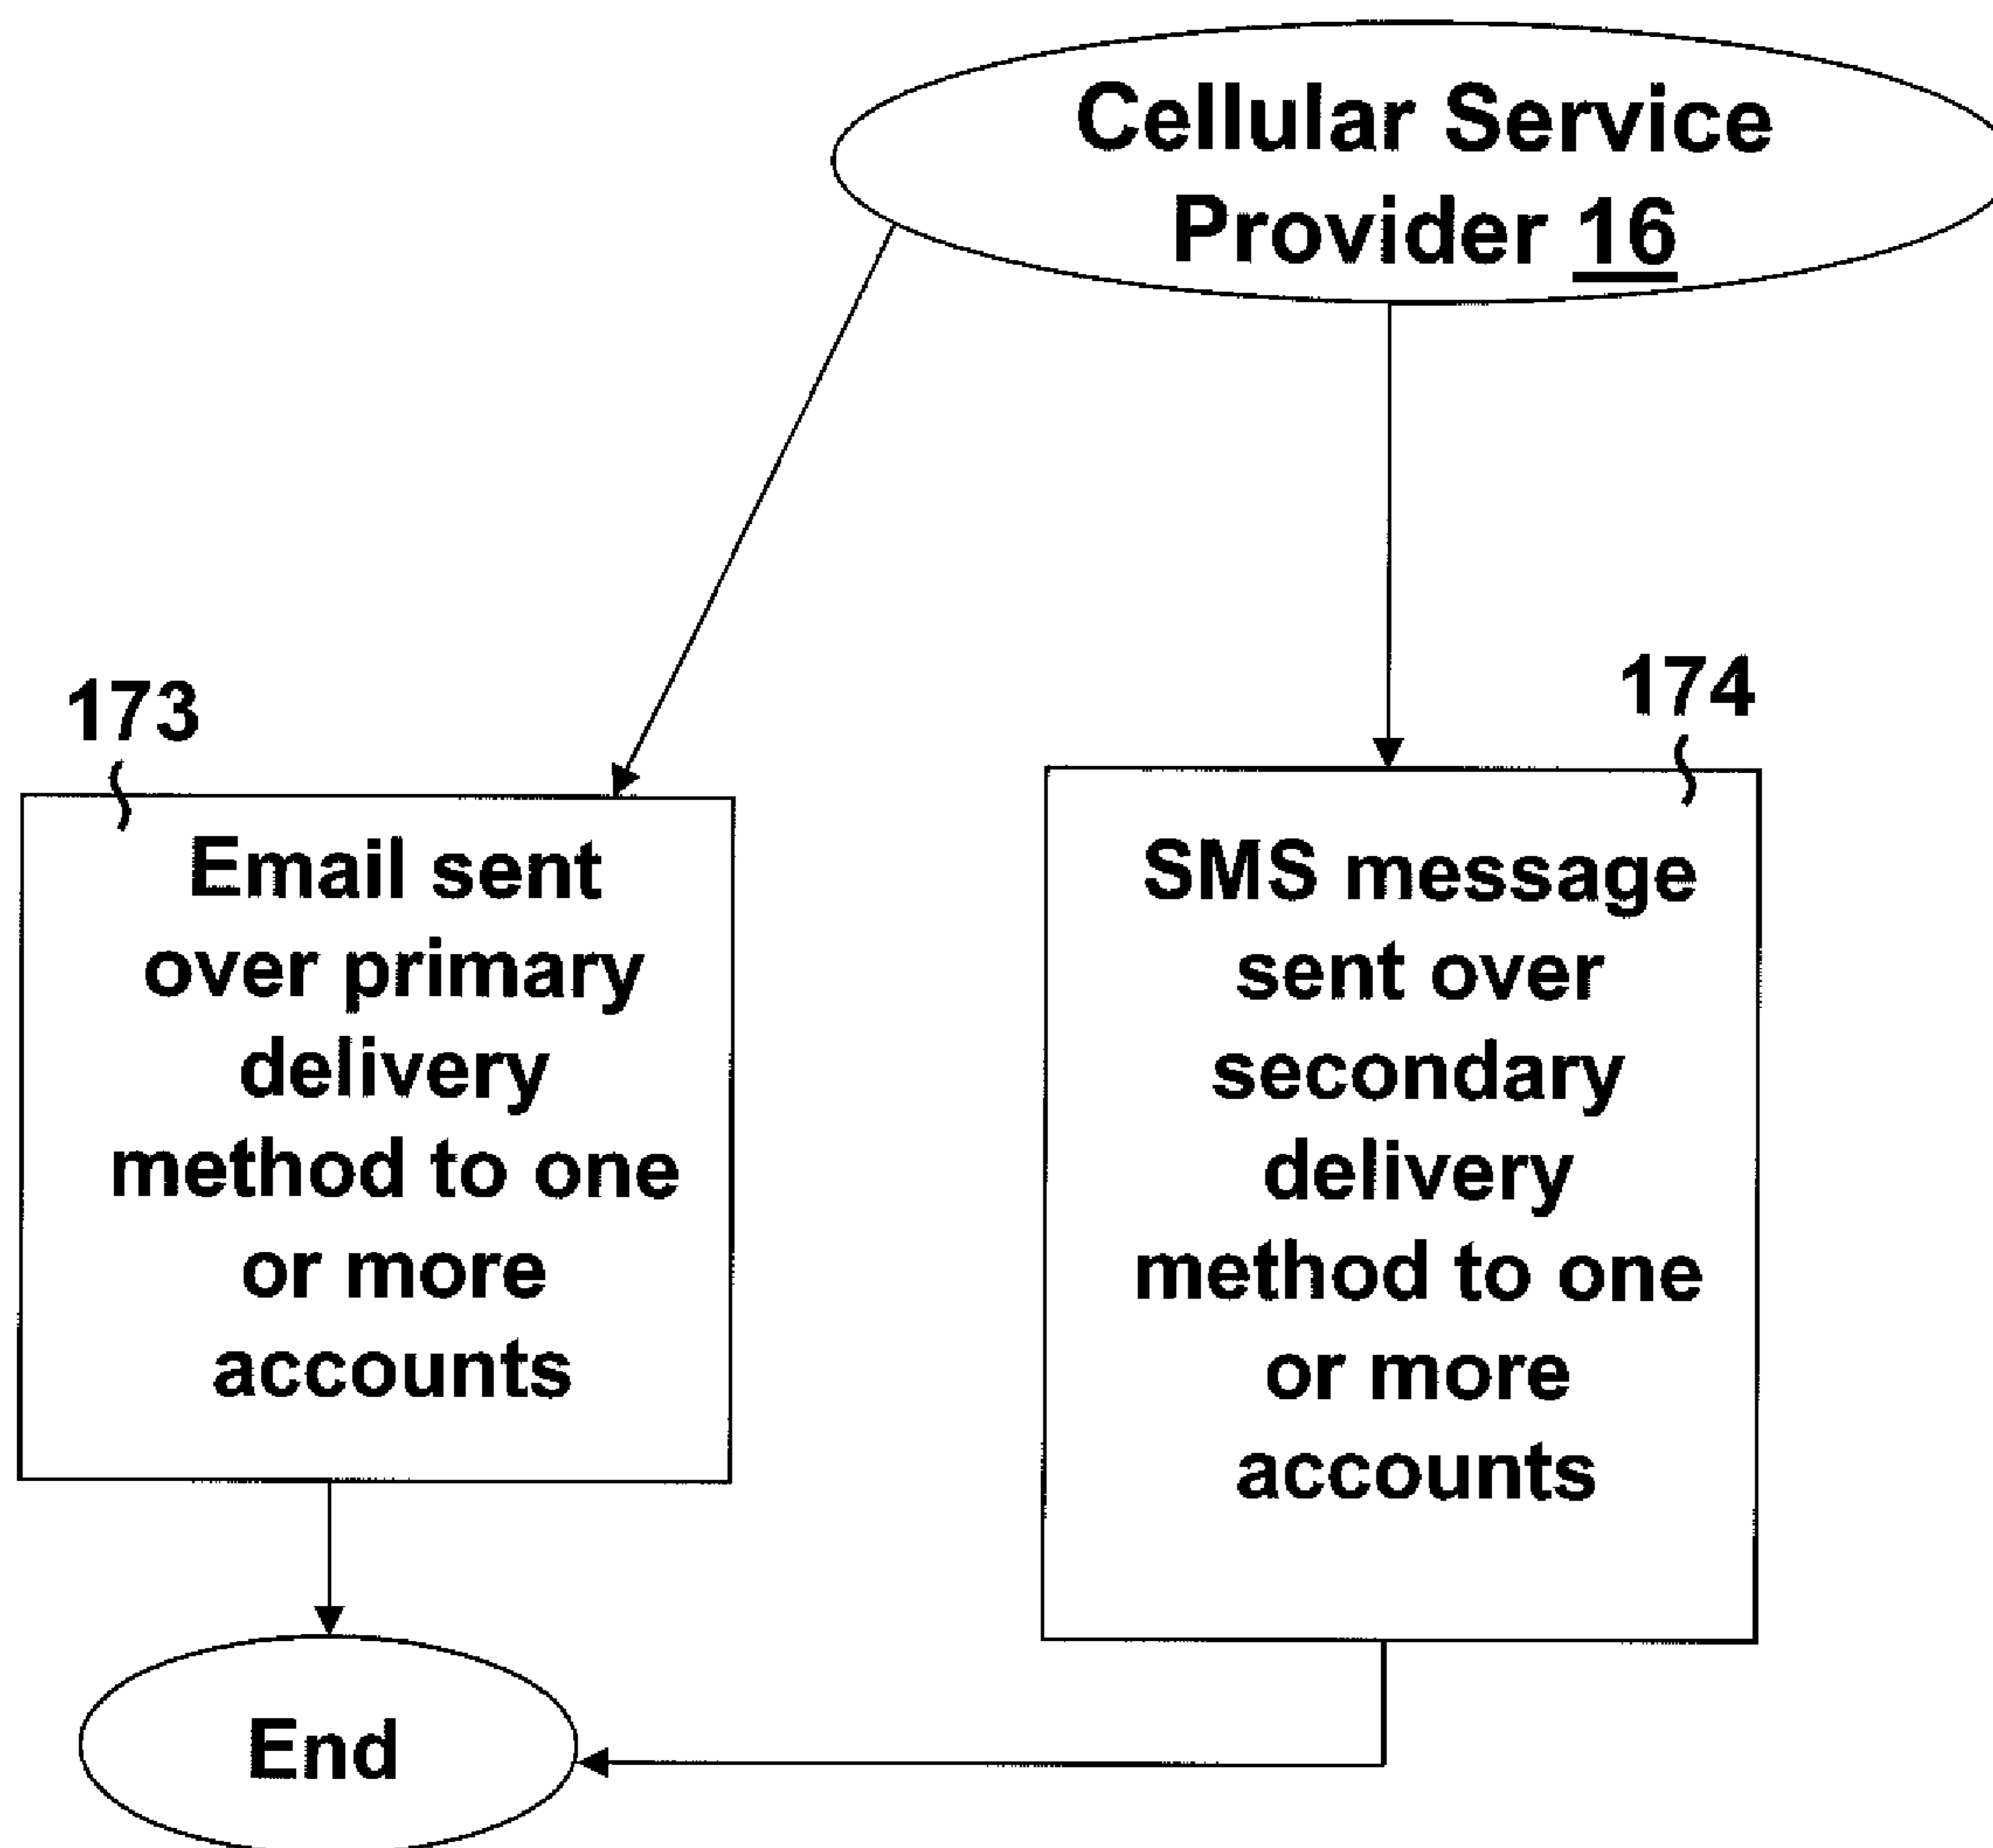 Cellular Service
Provider 16
173
174
Email sent
over primary
delivery
method to one
or more
accounts
SMS message
sent over
secondary
delivery
method to one
or more
accounts
End